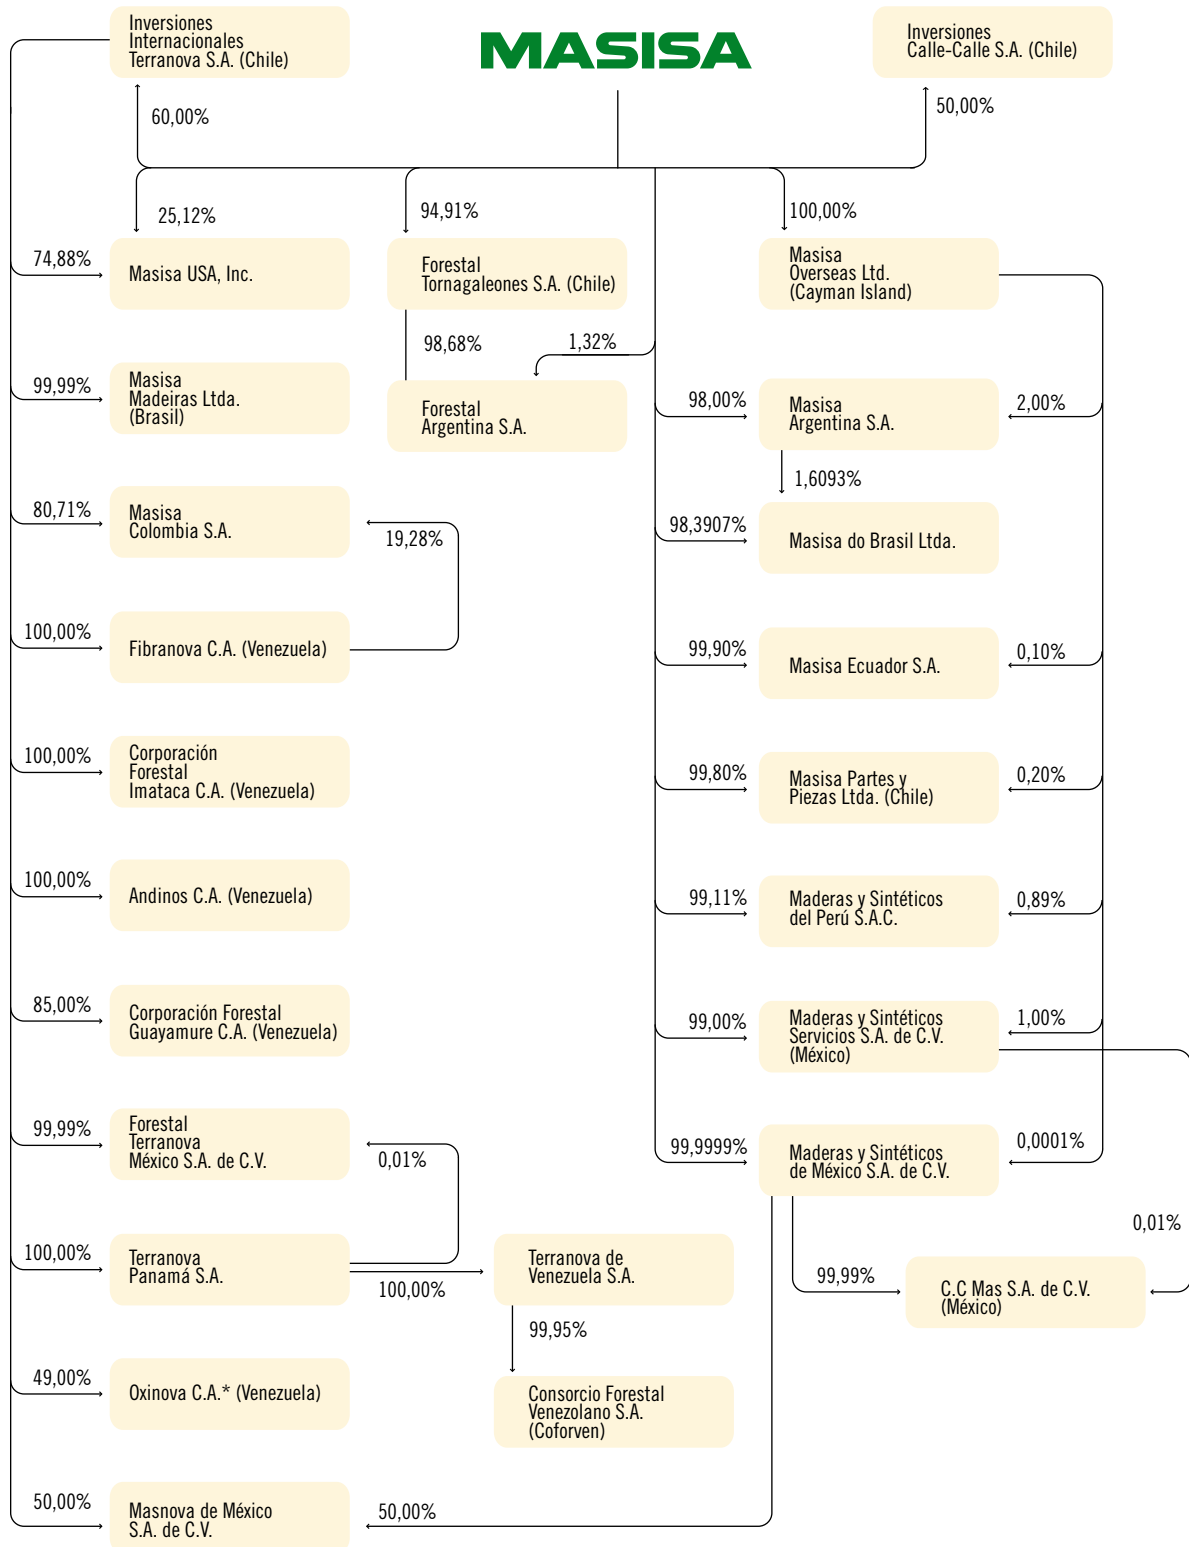 Inversiones
Internacionales
Terranova S.A. (Chile)
MASISA
Inversiones
Calle-Calle S.A. (Chile)
60,00%
50,00%
25,12%
94,91%
100,00%
74,88%
Masisa USA, Inc.
Forestal
Tornagaleones S.A. (Chile)
Masisa
Overseas Ltd.
(Cayman Island)
98,68%
1,32%
99,99%
Masisa
Madeiras Ltda.
(Brasil)
Forestal
Argentina S.A.
98,00%
Masisa
Argentina S.A.
2,00%
1,6093%
80,71%
Masisa
Colombia S.A.
19,28%
98,3907%
Masisa do Brasil Ltda.
100,00%
Fibranova C.A. (Venezuela)
99,90%
Masisa Ecuador S.A.
0,10%
100,00%
Corporación
Forestal
Imataca C.A. (Venezuela)
99,80%
Masisa Partes y
Piezas Ltda. (Chile)
0,20%
100,00%
Andinos C.A. (Venezuela)
99,11%
Maderas y Sintéticos
del Perú S.A.C.
0,89%
85,00%
Corporación Forestal
Guayamure C.A. (Venezuela)
99,00%
Maderas y Sintéticos
Servicios S.A. de C.V.
(México)
1,00%
99,99%
Forestal
Terranova
México S.A. de C.V.
0,01%
99,9999%
Maderas y Sintéticos
de México S.A. de C.V.
0,0001%
0,01%
100,00%
Terranova
Panamá S.A.
100,00%
Terranova de
Venezuela S.A.
99,99%
C.C Mas S.A. de C.V.
(México)
99,95%
49,00%
Oxinova C.A.* (Venezuela)
Consorcio Forestal
Venezolano S.A.
(Coforven)
50,00%
Masnova de México
S.A. de C.V.
50,00%